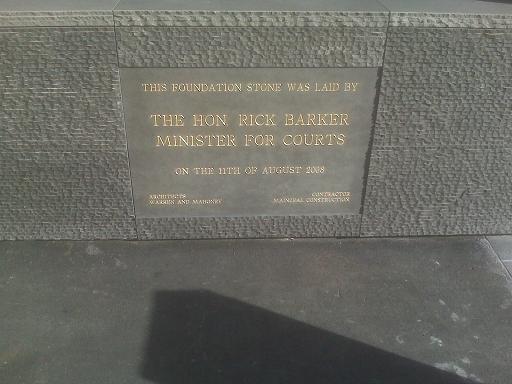 THIS FOUNDATION STONE WAS LAID BY
THE HON RICK BARKER
MINISTER FOR COURTS
ON THE 11TH OF AUGUST 2008
ARCHITECTS
WARREN AND MAHONEY
CONTRACTOR
MAINZEAL CONSTRUCTION